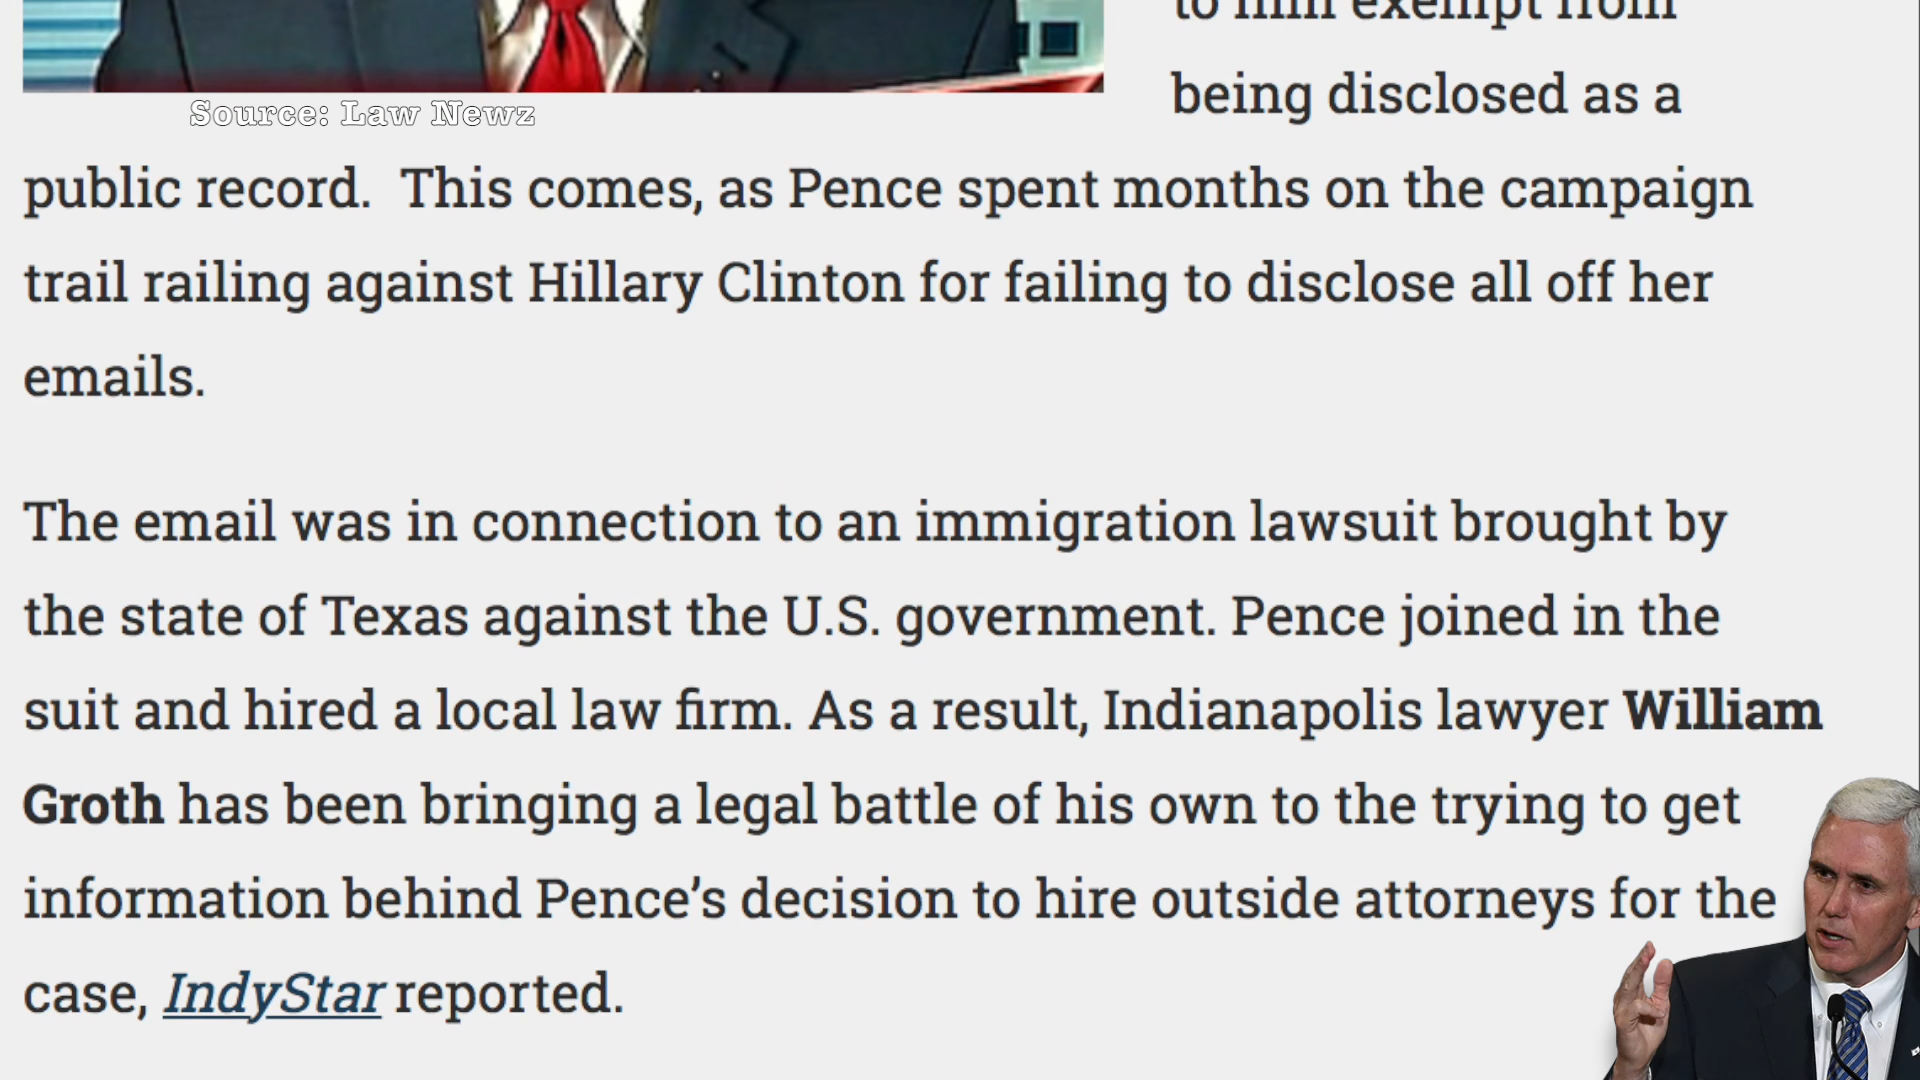 to him exempt from
being disclosed as a
Source: Law Newz
public record.  This comes, as Pence spent months on the campaign
trail railing against Hillary Clinton for failing to disclose all off her
emails.
The email was in connection to an immigration lawsuit brought by
the state of Texas against the U.S. government. Pence joined in the
suit and hired a local law firm. As a result, Indianapolis lawyer William
Groth has been bringing a legal battle of his own to the trying to get
information behind Pence’s decision to hire outside attorneys for the
case, IndyStar reported.